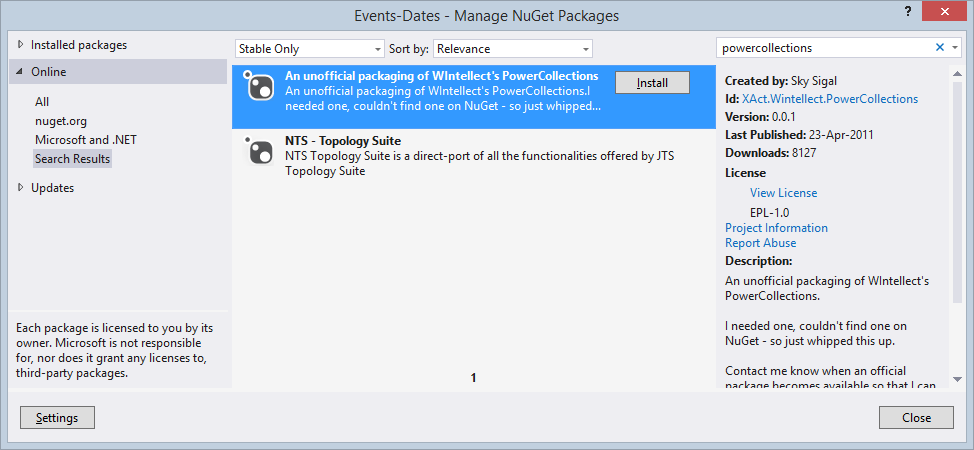 Events-Dates - Manage NuGet Packages
?
Installed packages
Online
All
nuget.org
Microsoft and .NET
Search Results
Updates
Each package is licensed to you by its
owner. Microsoft is not responsible
for, nor does it grant any licenses to,
third-party packages.
Settings
Stable Only
Sort by: Relevance
An unofficial packaging of WIntellect's PowerCollections
An unofficial packaging of WIntellect's PowerCollections.I
needed one, couldn't find one on NuGet - so just whipped...
Install
NTS - Topology Suite
NTS Topology Suite is a direct-port of all the functionalities offered by JTS
Topology Suite
1
powercollections
Created by: Sky Sigal
Id: XAct.Wintellect.PowerCollections
Version: 0.0.1
Last Published: 23-Apr-2011
Downloads: 8127
License
View License
EPL-1.0
Project Information
Report Abuse
Description:
An unofficial packaging of WIntellect's
PowerCollections.
I needed one, couldn't find one on
NuGet - so just whipped this up.
Contact me know when an official
package becomes available so that I can
Close